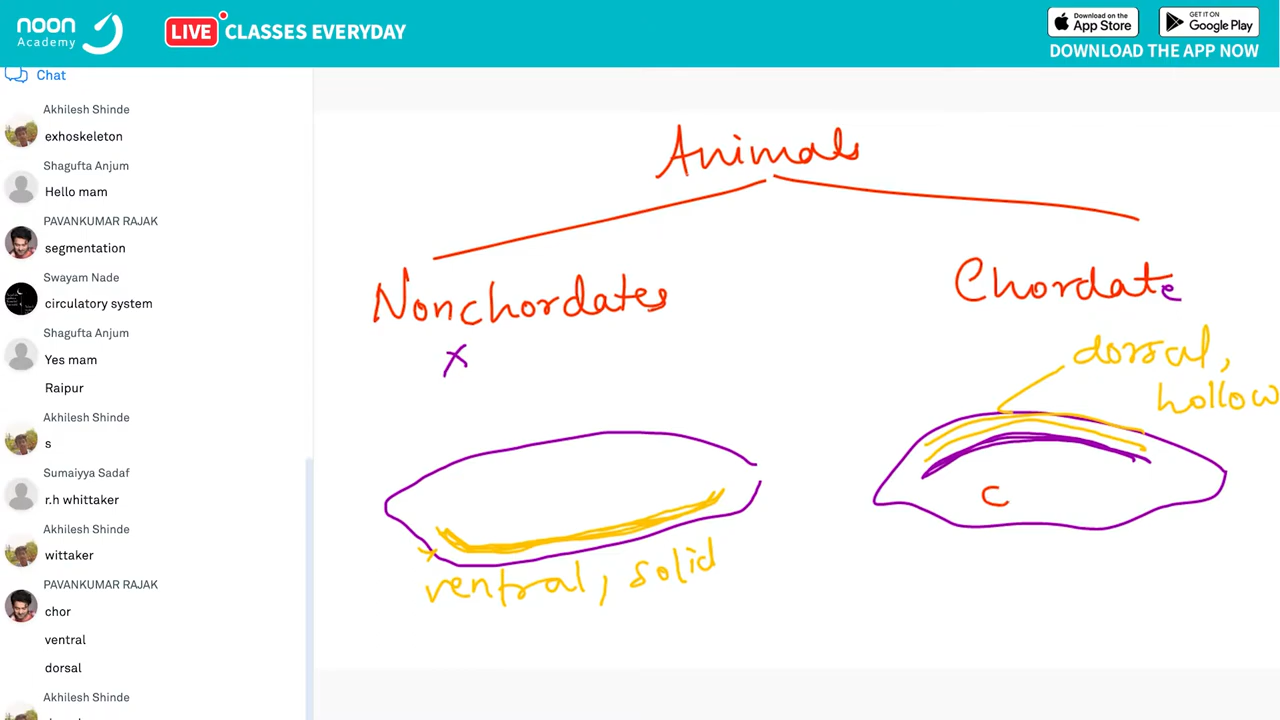 noon
Academy
LIVE CLASSES EVERYDAY
Download on the
App Store
GET IT ON
Google Play
DOWNLOAD THE APP NOW
Chat
Akhilesh Shinde
exhoskeleton
Shagufta Anjum
Hello mam
PAVANKUMAR RAJAK
segmentation
Swayam Nade
circulatory system
Shagufta Anjum
Yes mam
Raipur
Akhilesh Shinde
s
Sumaiyya Sadaf
r.h whittaker
Akhilesh Shinde
wittaker
PAVANKUMAR RAJAK
chor
ventral
dorsal
Akhilesh Shinde
Animals
Nonchordates
Chordate
x
dorsal,
hollow
C
ventral, solid